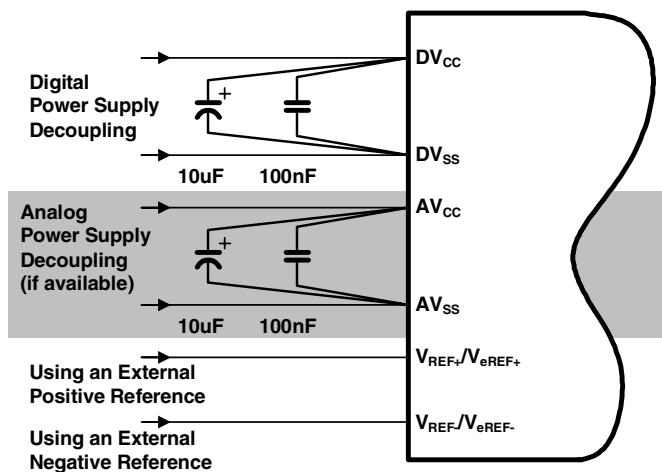 DVCC
Digital
Power Supply
Decoupling
+
DVSS
10uF 100nF
AVCC
Analog
Power Supply
Decoupling
(if available)
+
AVSS
10uF 100nF
Using an External
Positive Reference
VREF+/VeREF+
VREF-/VeREF-
Using an External
Negative Reference